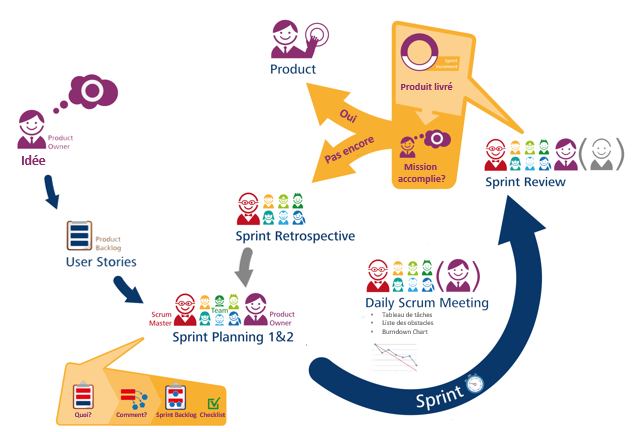 Product
Sprint
Increment
Produit livré
Oui
Pas encore
Mission
accomplie?
Product
Owner
Idée
Sprint Review
Product
Backlog
User Stories
Sprint Retrospective
Scrum
Master
Team
Product
Owner
Sprint Planning 1&2
Daily Scrum Meeting
• Tableau de tâches
• Liste des obstacles
• Burndown Chart
Sprint
Quoi?
Comment?
Sprint Backlog
Checklist